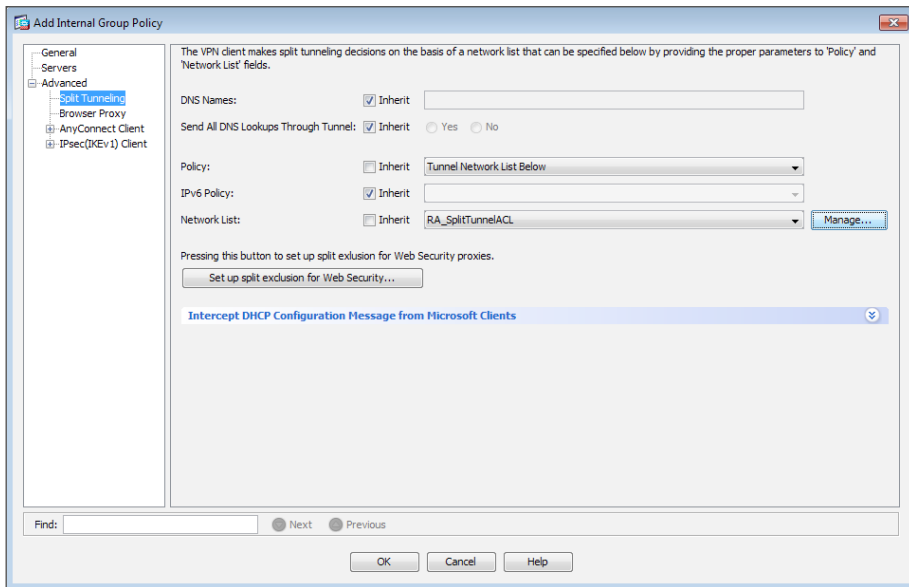 Add Internal Group Policy
General
Servers
Advanced
Split Tunneling
Browser Proxy
AnyConnect Client
IPsec(IKEv1) Client
The VPN client makes split tunneling decisions on the basis of a network list that can be specified below by providing the proper parameters to 'Policy' and
'Network List' fields.
DNS Names: Inherit
Send All DNS Lookups Through Tunnel: Inherit Yes No
Policy: Inherit Tunnel Network List Below
IPv6 Policy: Inherit
Network List: Inherit RA_SplitTunnelACL Manage...
Pressing this button to set up split exlusion for Web Security proxies.
Set up split exclusion for Web Security...
Intercept DHCP Configuration Message from Microsoft Clients
Find: Next Previous
OK Cancel Help